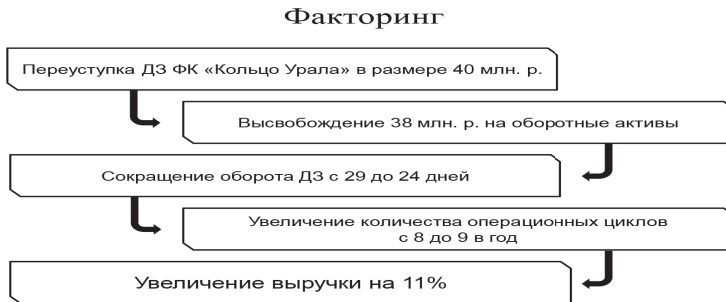 Факторинг
Переуступка ДЗ ФК «Кольцо Урала» в размере 40 млн. р.
Высвобождение 38 млн. р. на оборотные активы
Сокращение оборота ДЗ с 29 до 24 дней
Увеличение количества операционных циклов
с 8 до 9 в год
Увеличение выручки на 11%